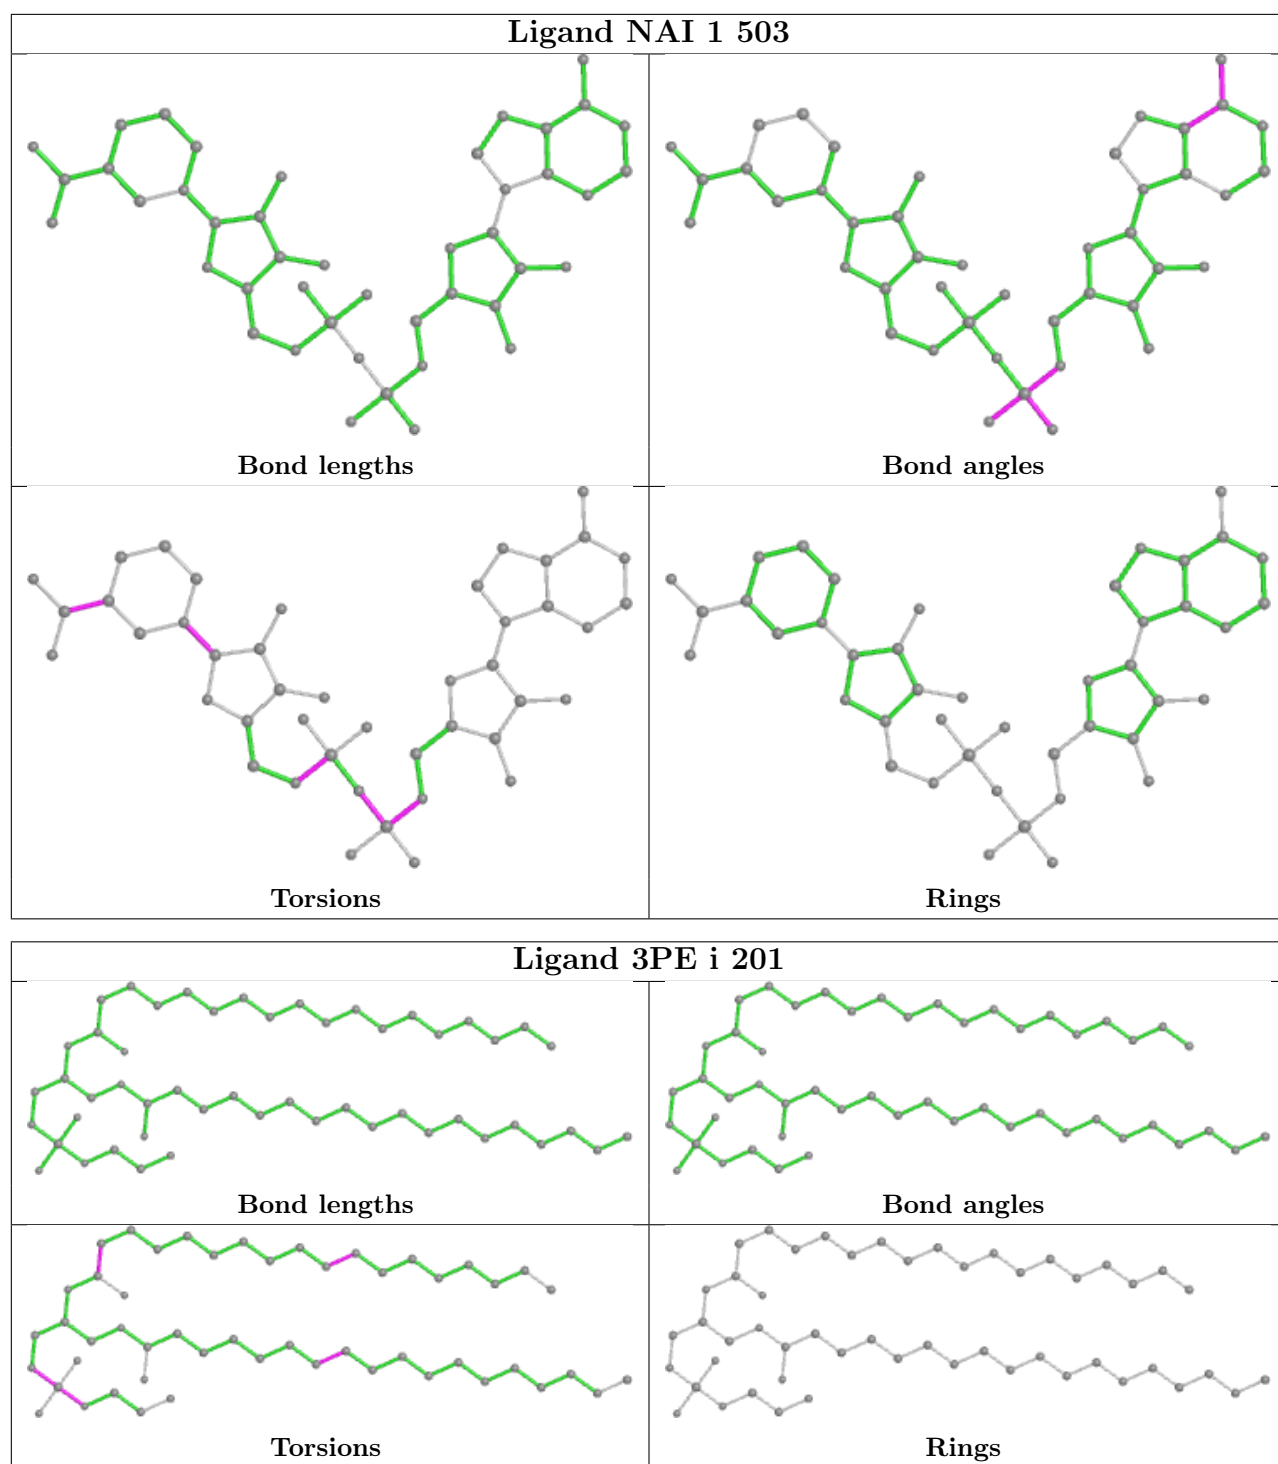 Ligand NAI 1 503
Bond lengths
Bond angles
Torsions
Rings
Ligand 3PE i 201
Bond lengths
Bond angles
Torsions
Rings